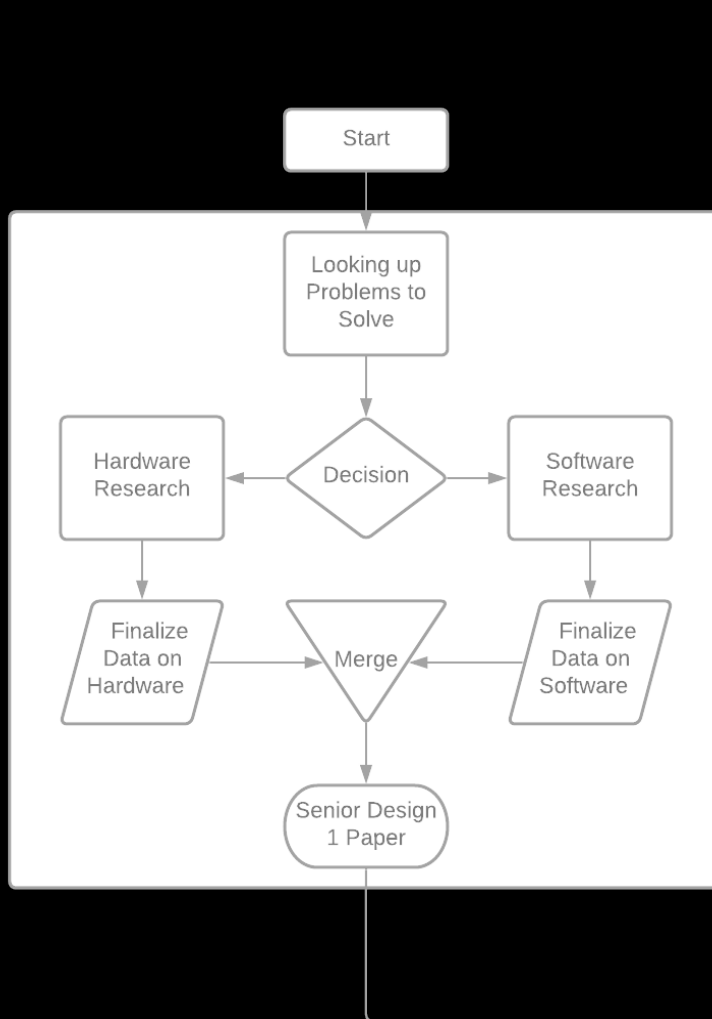 Start
Looking up
Problems to
Solve
Decision
Hardware
Research
Software
Research
Finalize
Data on
Hardware
Merge
Finalize
Data on
Software
Senior Design
1 Paper